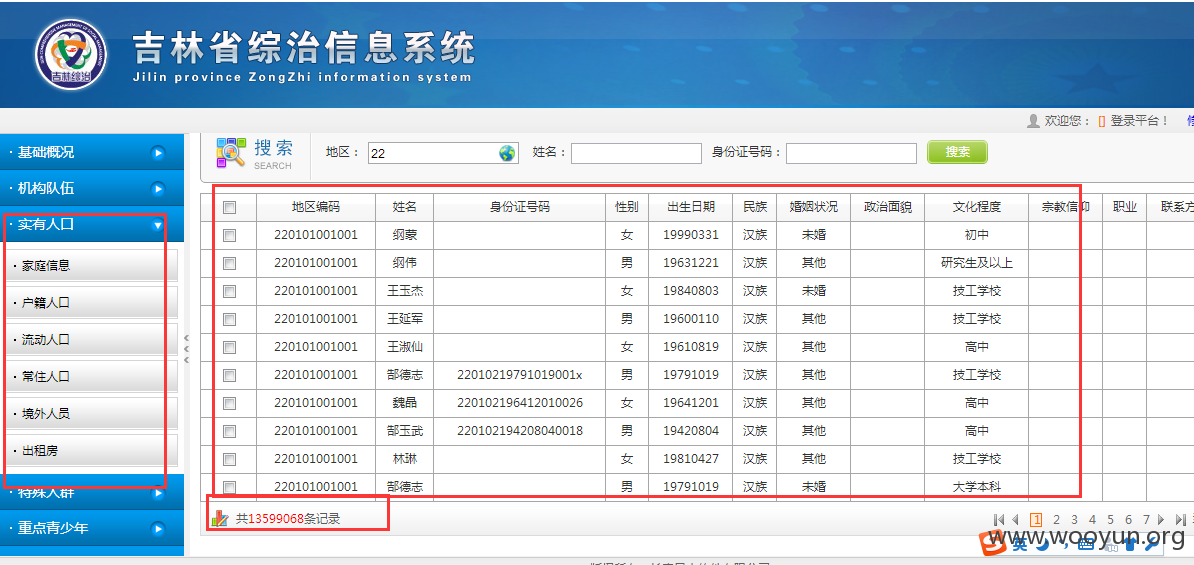 吉林省综治信息系统
Jilin province ZongZhi information system
欢迎您： 登录平台！
· 基础概况
· 机构队伍
· 实有人口
· 家庭信息
· 户籍人口
· 流动人口
· 常住人口
· 境外人员
· 出租房
· 特殊人群
· 重点青少年
搜索
SEARCH
地区： 22 姓名： 身份证号码： 搜索
地区编码 姓名 身份证号码 性别 出生日期 民族 婚姻状况 政治面貌 文化程度 宗教信仰 职业 联系方
220101001001 纲蒙 女 19990331 汉族 未婚 初中
220101001001 纲伟 男 19631221 汉族 其他 研究生及以上
220101001001 王玉杰 女 19840803 汉族 未婚 技工学校
220101001001 王延军 男 19600110 汉族 其他 技工学校
220101001001 王淑仙 女 19610819 汉族 其他 高中
220101001001 郜德志 22010219791019001x 男 19791019 汉族 其他 技工学校
220101001001 魏晶 220102196412010026 女 19641201 汉族 其他 高中
220101001001 郜玉武 220102194208040018 男 19420804 汉族 其他 高中
220101001001 林琳 女 19810427 汉族 其他 技工学校
220101001001 郜德志 男 19791019 汉族 未婚 大学本科
共13599068条记录
1 2 3 4 5 6 7
www.wooyun.org
英